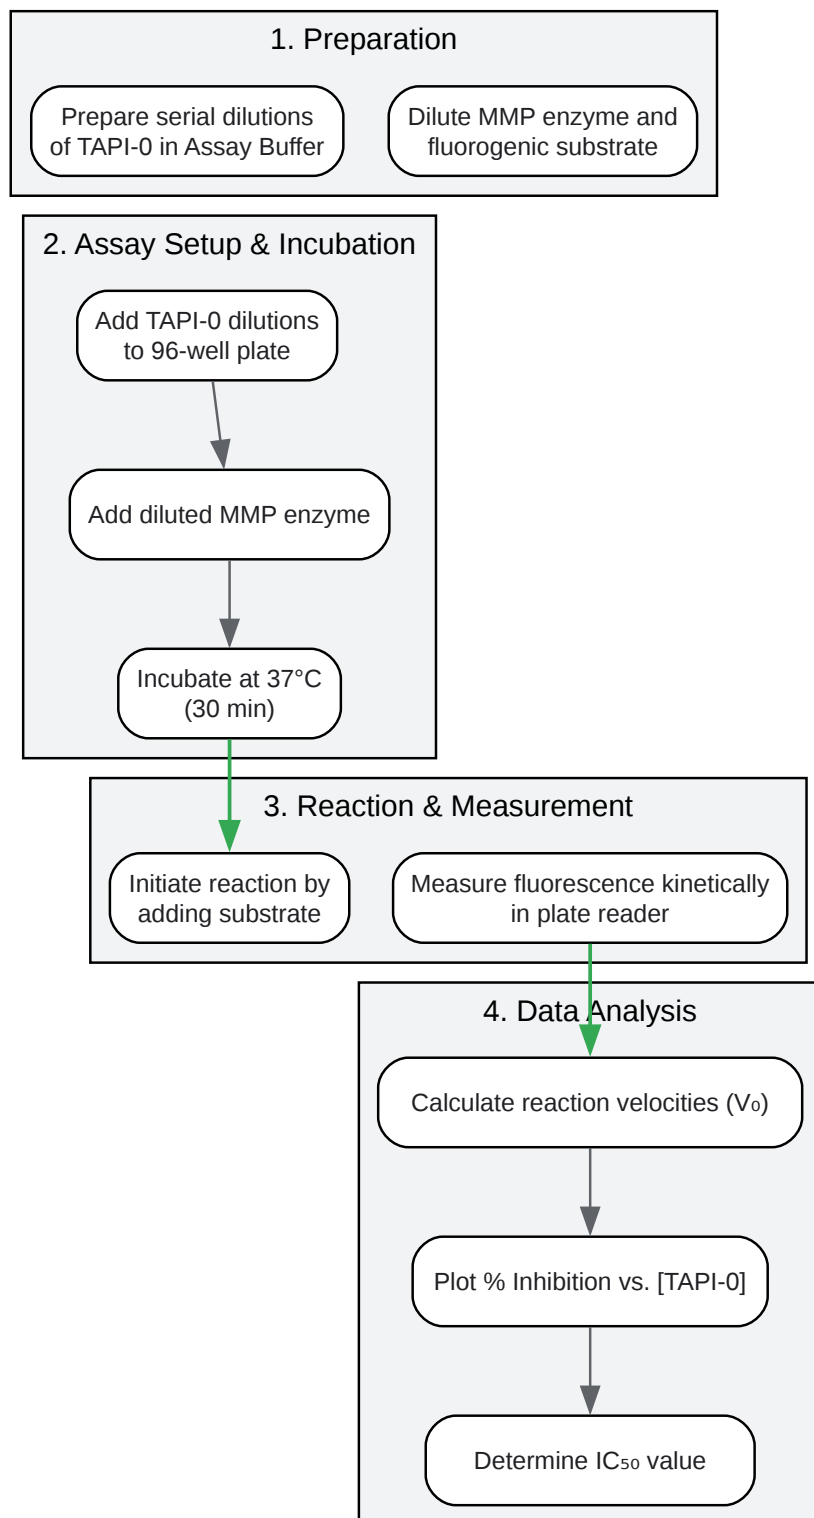 1. Preparation
Prepare serial dilutions
of TAPI-0 in Assay Buffer
Dilute MMP enzyme and
fluorogenic substrate
2. Assay Setup & Incubation
Add TAPI-0 dilutions
to 96-well plate
Add diluted MMP enzyme
Incubate at 37°C
(30 min)
3. Reaction & Measurement
Initiate reaction by
adding substrate
Measure fluorescence kinetically
in plate reader
4. Data Analysis
Calculate reaction velocities (V₀)
Plot % Inhibition vs. [TAPI-0]
Determine IC₅₀ value